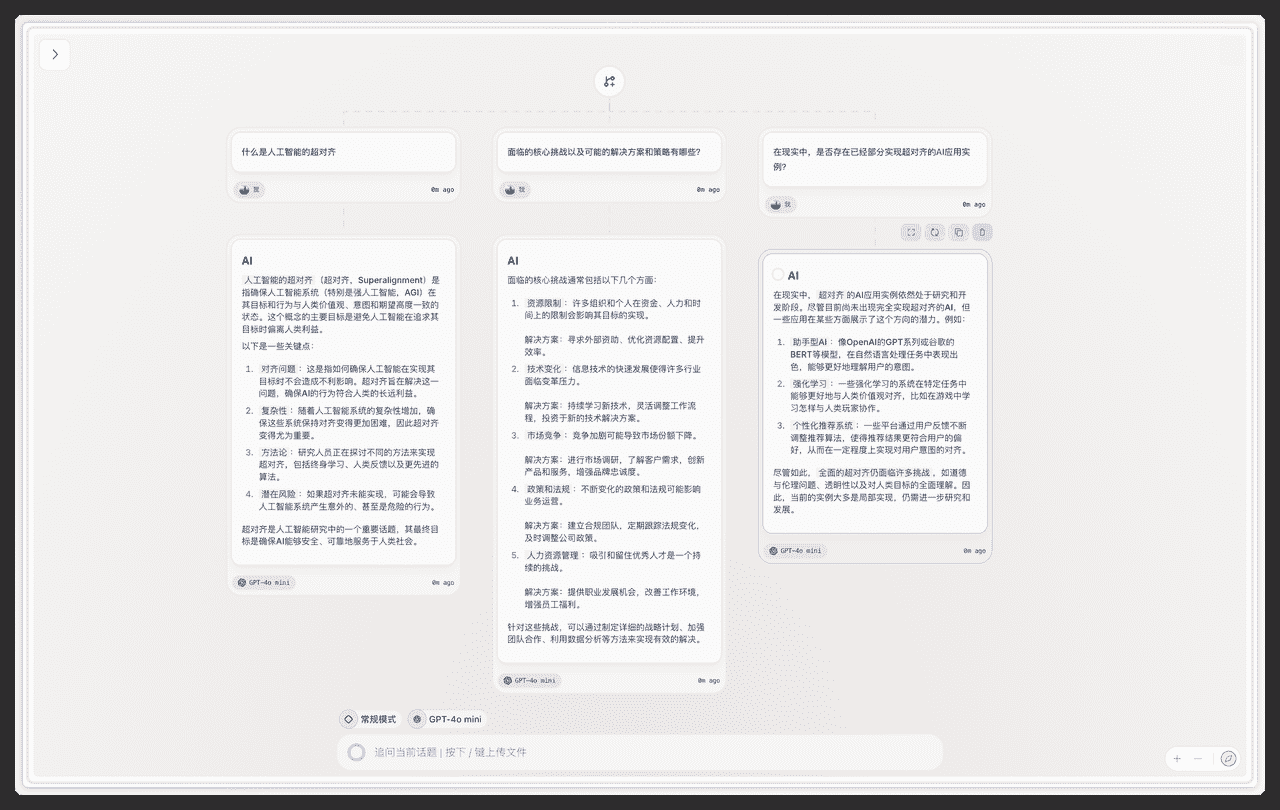 什么是人工智能的超对齐
我
0m ago
AI
人工智能的超对齐（超对齐，Superalignment）是
指确保人工智能系统（特别是强人工智能，AGI）在
其目标和行为与人类价值观、意图和期望高度一致的
状态。这个概念的主要目标是避免人工智能在追求其
目标时偏离人类利益。
以下是一些关键点：
1. 对齐问题：这是指如何确保人工智能在实现其
目标时不会造成不利影响。超对齐旨在解决这一
问题，确保AI的行为符合人类的长远利益。
2. 复杂性：随着人工智能系统的复杂性增加，确
保这些系统保持对齐变得更加困难，因此超对齐
变得尤为重要。
3. 方法论：研究人员正在探讨不同的方法来实现
超对齐，包括终身学习、人类反馈以及更先进的
算法。
4. 潜在风险：如果超对齐未能实现，可能会导致
人工智能系统产生意外的、甚至是危险的行为。
超对齐是人工智能研究中的一个重要话题，其最终目
标是确保AI能够安全、可靠地服务于人类社会。
GPT-4o mini
0m ago
面临的核心挑战以及可能的解决方案和策略有哪些?
我
0m ago
AI
面临的核心挑战通常包括以下几个方面：
1. 资源限制：许多组织和个人在资金、人力和时
间上的限制会影响其目标的实现。
解决方案：寻求外部资助、优化资源配置、提升
效率。
2. 技术变化：信息技术的快速发展使得许多行业
面临变革压力。
解决方案：持续学习新技术，灵活调整工作流
程，投资于新的技术解决方案。
3. 市场竞争：竞争加剧可能导致市场份额下降。
解决方案：进行市场调研，了解客户需求，创新
产品和服务，增强品牌忠诚度。
4. 政策和法规：不断变化的政策和法规可能影响
业务运营。
解决方案：建立合规团队，定期跟踪法规变化，
及时调整公司政策。
5. 人力资源管理：吸引和留住优秀人才是一个持
续的挑战。
解决方案：提供职业发展机会，改善工作环境，
增强员工福利。
针对这些挑战，可以通过制定详细的战略计划、加强
团队合作、利用数据分析等方法来实现有效的解决。
GPT-4o mini
0m ago
在现实中，是否存在已经部分实现超对齐的AI应用实
例?
我
0m ago
AI
在现实中，超对齐的AI应用实例依然处于研究和开
发阶段。尽管目前尚未出现完全实现超对齐的AI，但
一些应用在某些方面展示了这个方向的潜力。例如：
1. 助手型AI：像OpenAI的GPT系列或谷歌的
BERT等模型，在自然语言处理任务中表现出
色，能够更好地理解用户的意图。
2. 强化学习：一些强化学习的系统在特定任务中
能够更好地与人类价值观对齐，比如在游戏中学
习怎样与人类玩家协作。
3. 个性化推荐系统：一些平台通过用户反馈不断
调整推荐算法，使得推荐结果更符合用户的偏
好，从而在一定程度上实现对用户意图的对齐。
尽管如此，全面的超对齐仍面临许多挑战，如道德
与伦理问题、透明性以及对人类目标的全面理解。因
此，当前的实例大多是局部实现，仍需进一步研究和
发展。
GPT-4o mini
0m ago
常规模式
GPT-4o mini
追问当前话题 | 按下 / 键上传文件